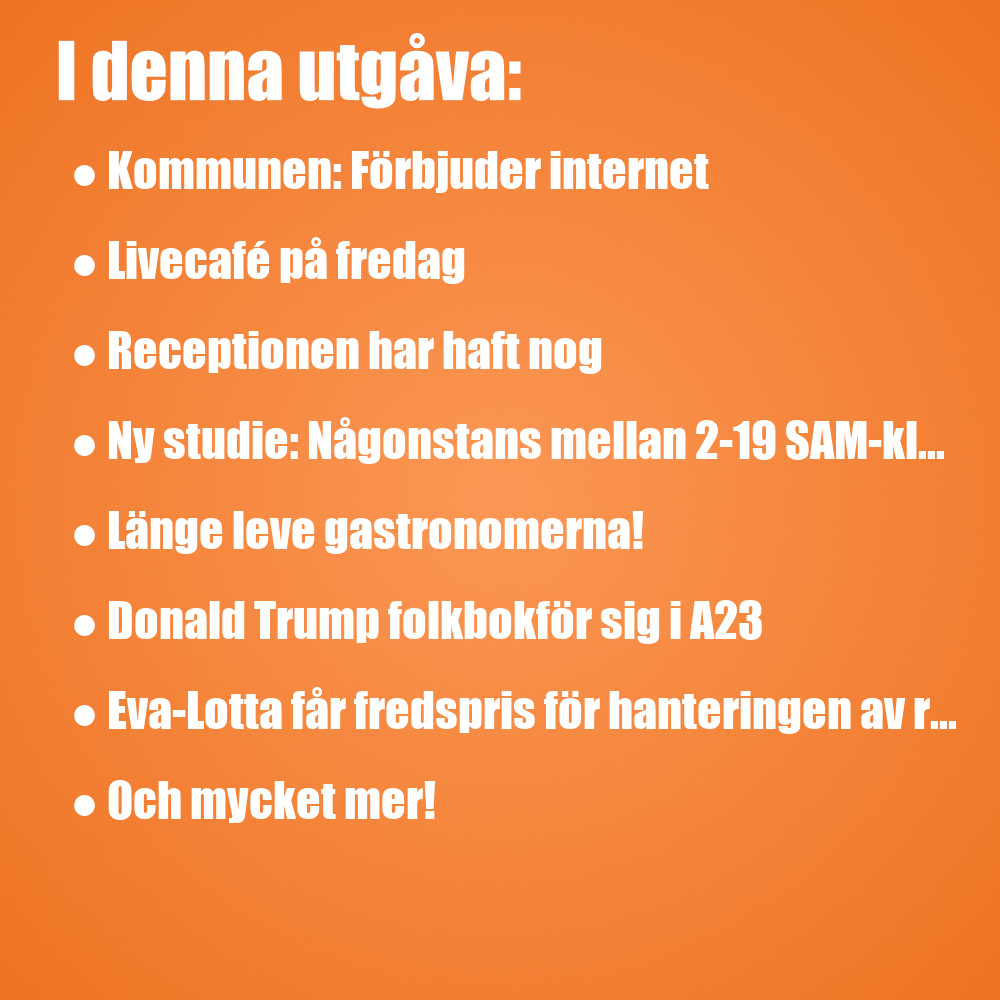 I denna utgåva:
• Kommunen: Förbjuder internet
• Livecafé på fredag
• Receptionen har haft nog
• Ny studie: Någonstans mellan 2-19 SAM-kl...
• Länge leve gastronomerna!
• Donald Trump folkbokför sig i A23
• Eva-Lotta får fredspris för hanteringen av r...
• Och mycket mer!